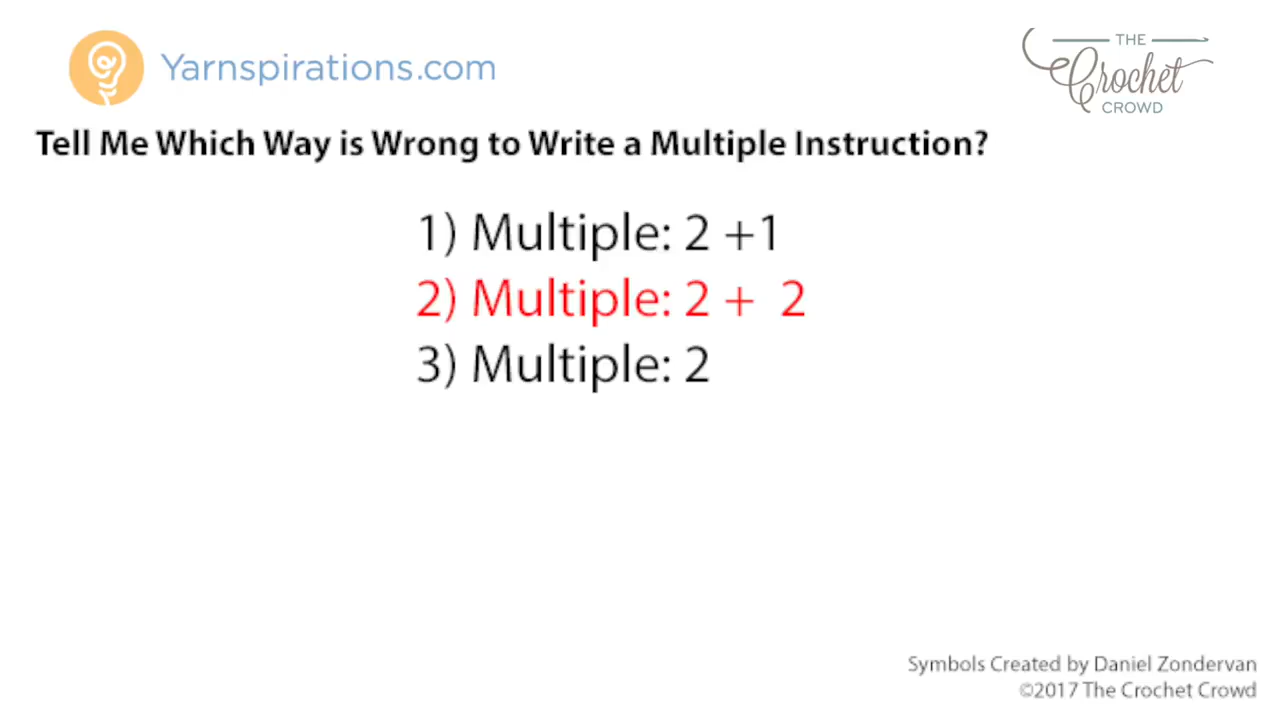 Yarnspirations.com
THE
Crochet
CROWD
Tell Me Which Way is Wrong to Write a Multiple Instruction?
1) Multiple: 2 +1
2) Multiple: 2 +  2
3) Multiple: 2
Symbols Created by Daniel Zondervan
©2017 The Crochet Crowd